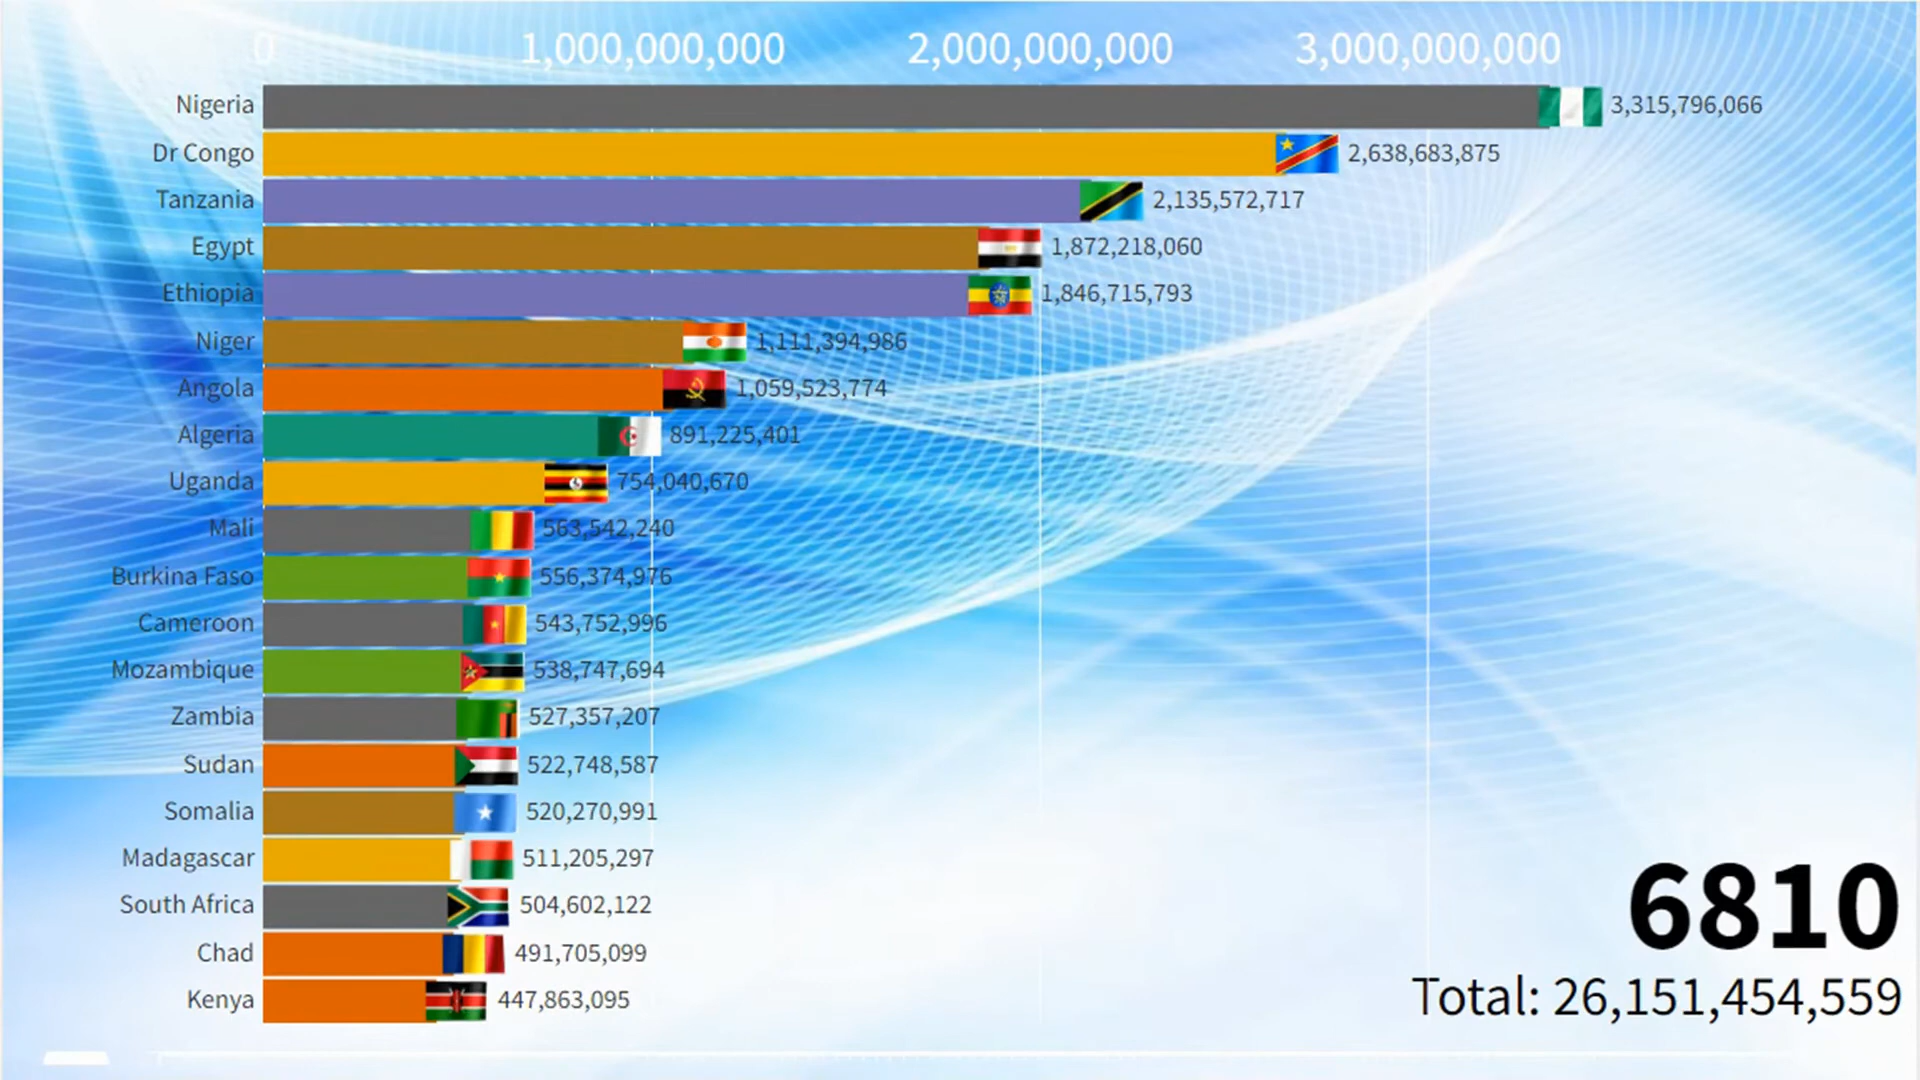 0 1,000,000,000 2,000,000,000 3,000,000,000
Nigeria 3,315,796,066
Dr Congo 2,638,683,875
Tanzania 2,135,572,717
Egypt 1,872,218,060
Ethiopia 1,846,715,793
Niger 1,111,394,986
Angola 1,059,523,774
Algeria 891,225,401
Uganda 754,040,670
Mali 563,542,240
Burkina Faso 556,374,976
Cameroon 543,752,996
Mozambique 538,747,694
Zambia 527,357,207
Sudan 522,748,587
Somalia 520,270,991
Madagascar 511,205,297
South Africa 504,602,122
Chad 491,705,099
Kenya 447,863,095
6810
Total: 26,151,454,559